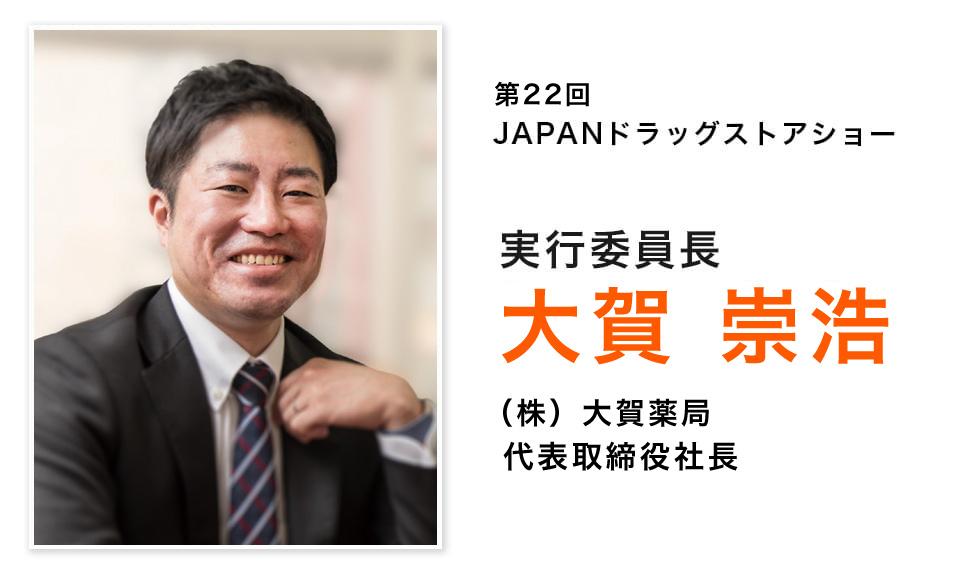 第22回
JAPANドラッグストアショー
実行委員長
大賀 崇浩
（株）大賀薬局
代表取締役社長